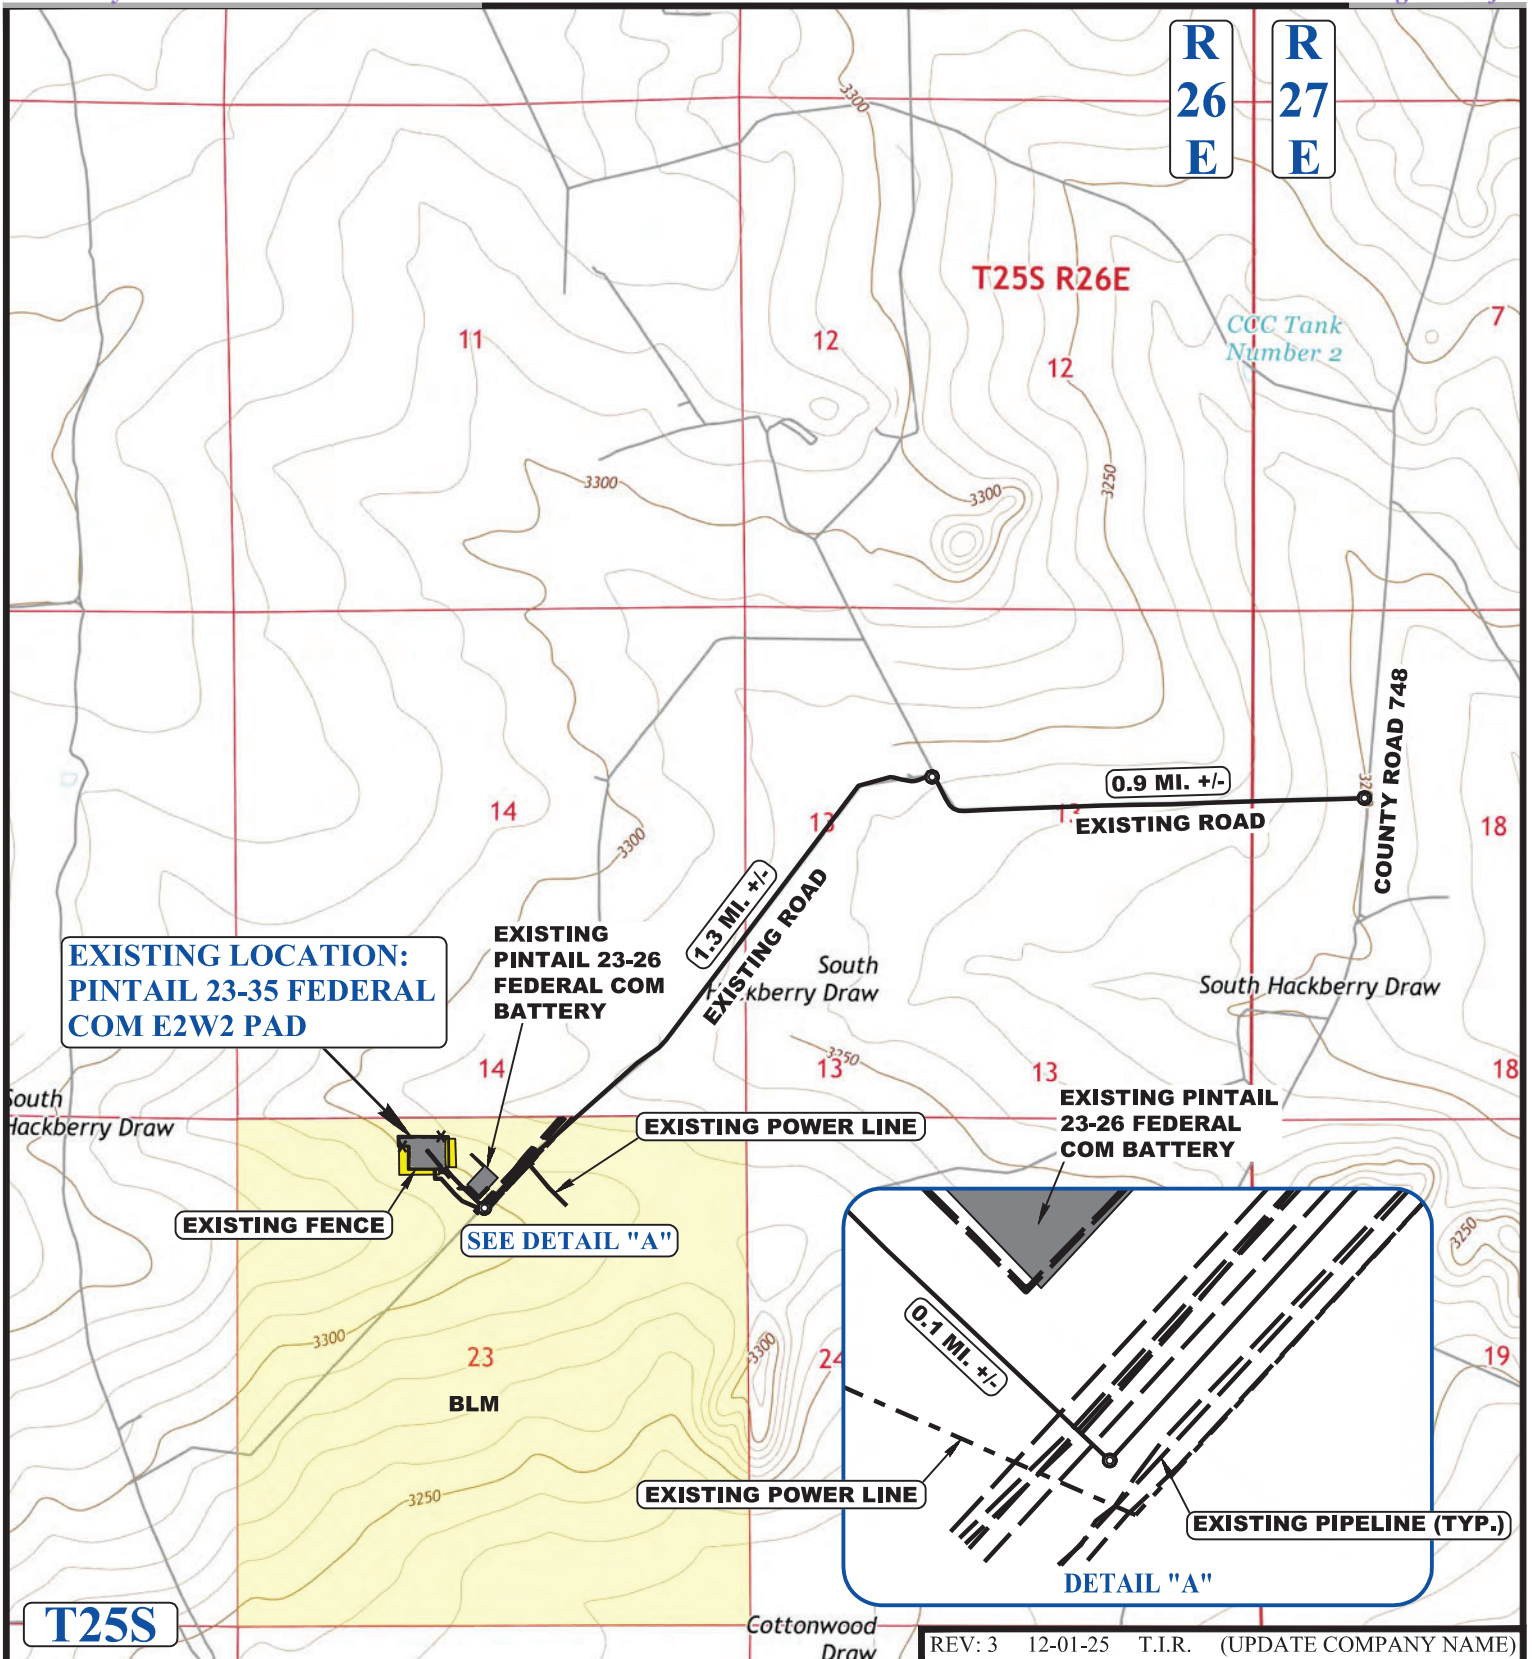 R
26
E
R
27
E
3300
T25S R26E
CCC Tank
Number 2
7
11
12
12
3300
3300
3250
COUNTY ROAD 748
0.9 MI. +/-
EXISTING ROAD
14
13
18
3300
1.3 MI. +/-
EXISTING ROAD
EXISTING LOCATION:
PINTAIL 23-35 FEDERAL
COM E2W2 PAD
EXISTING
PINTAIL 23-26
FEDERAL COM
BATTERY
South
Draw
South Hackberry Draw
14
13
3250
13
18
South
Hackberry Draw
EXISTING POWER LINE
EXISTING PINTAIL
23-26 FEDERAL
COM BATTERY
EXISTING FENCE
SEE DETAIL "A"
3250
3300
23
3300
24
19
BLM
0.1 MI. +/-
3250
EXISTING POWER LINE
EXISTING PIPELINE (TYP.)
DETAIL "A"
T25S
Cottonwood
Draw
REV: 3 12-01-25 T.I.R. (UPDATE COMPANY NAME)